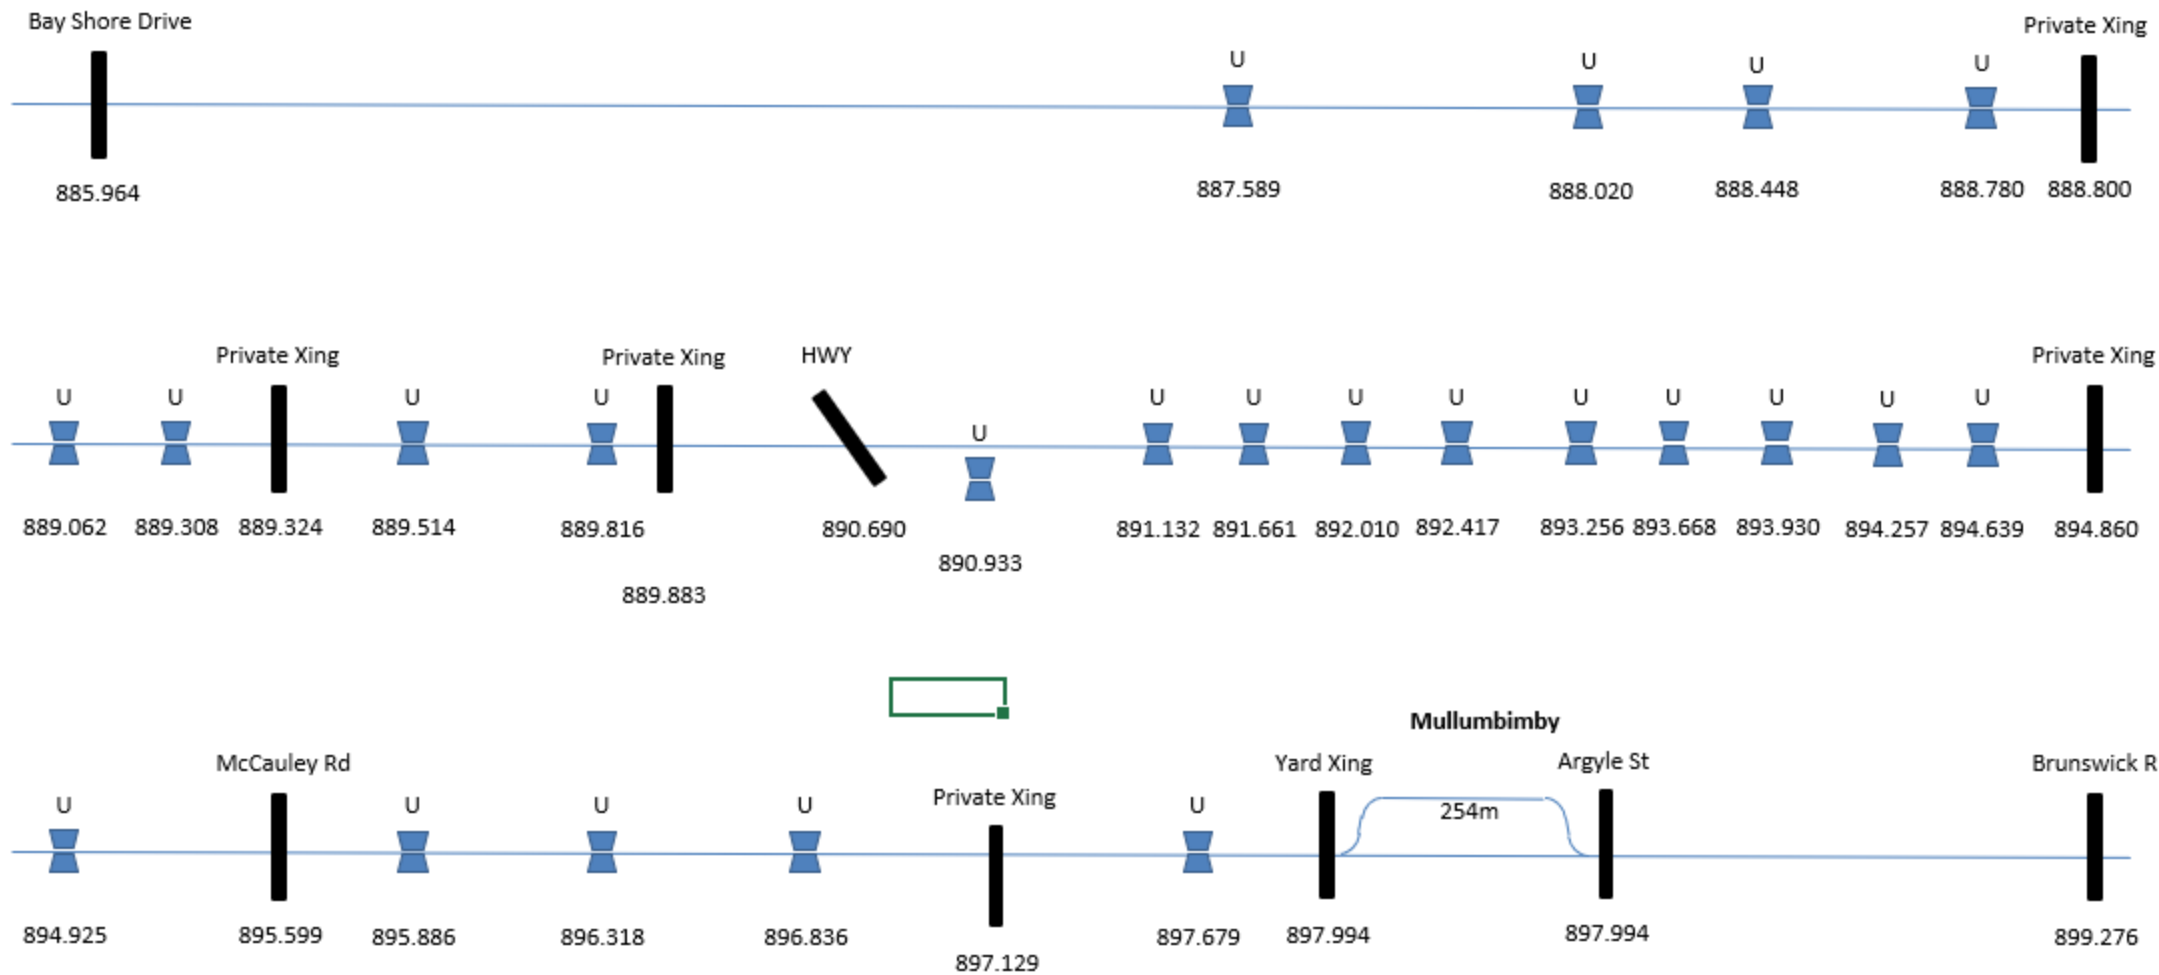 Bay Shore Drive
Private Xing
U U U U
885.964 887.589 888.020 888.448 888.780 888.800
Private Xing Private Xing HWY Private Xing
U U U U U U U U U U U U U
U
889.062 889.308 889.324 889.514 889.816 890.690 891.132 891.661 892.010 892.417 893.256 893.668 893.930 894.257 894.639 894.860
890.933
889.883
Mullumbimby
McCauley Rd Yard Xing Argyle St Brunswick R
Private Xing
U U U U U
254m
894.925 895.599 895.886 896.318 896.836 897.679 897.994 897.994 899.276
897.129